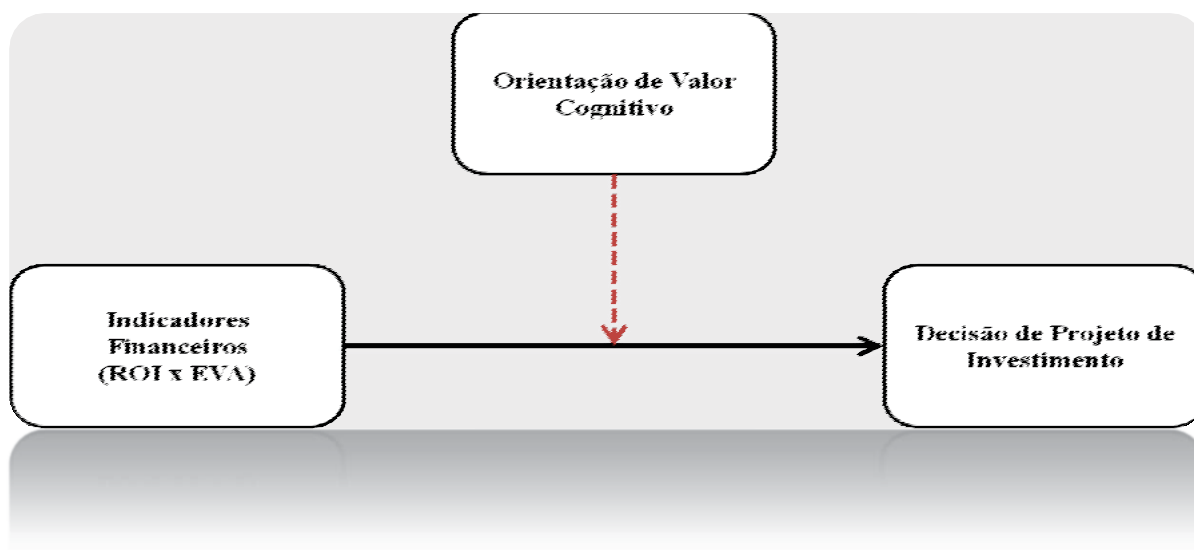 Orientação de Valor
Cognitivo
Indicadores
Financeiros
(ROI x EVA)
Decisão de Projeto de
Investimento